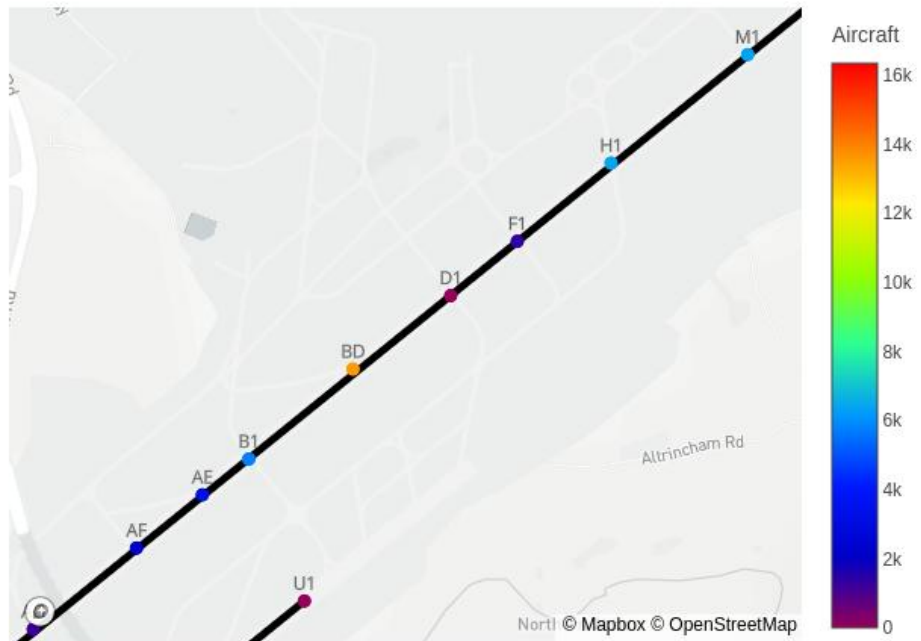 Aircraft
M1
16k
14k
H1
12k
F1
10k
D1
8k
BD
6k
B1
Altrincham Rd
4k
AE
AF
2k
U1
© Mapbox © OpenStreetMap
0